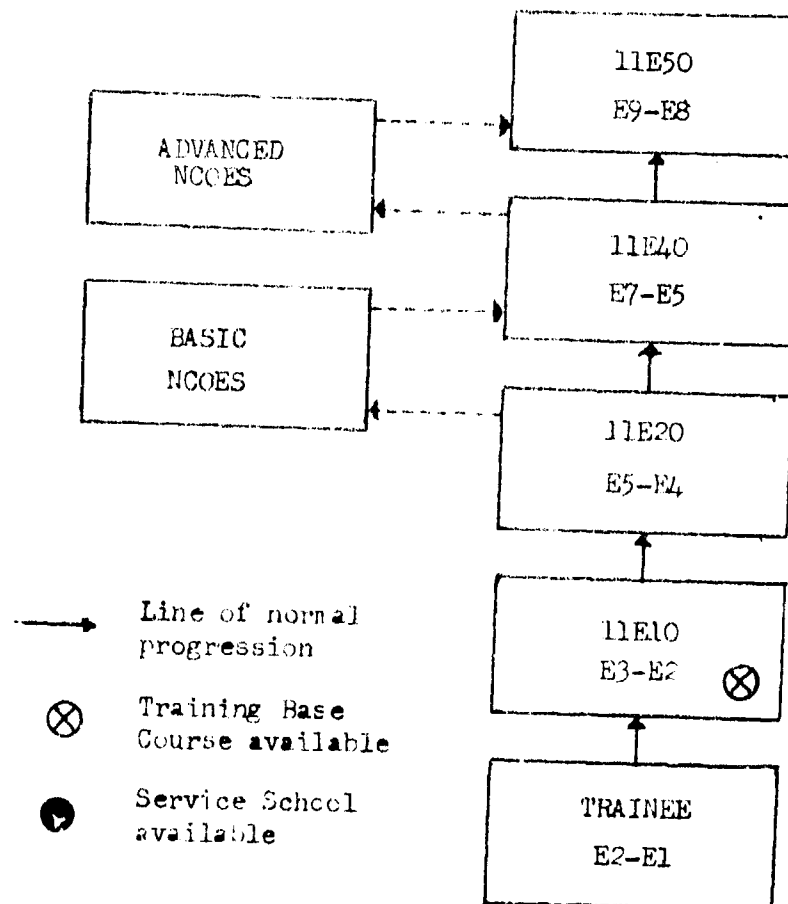 11E50
E9-E8
ADVANCED
NCOES
11E40
E7-E5
BASIC
NCOES
11E20
E5-E4
11E10
E3-E2
TRAINEE
E2-E1
Line of normal
progression
Training Base
Course available
Service School
available